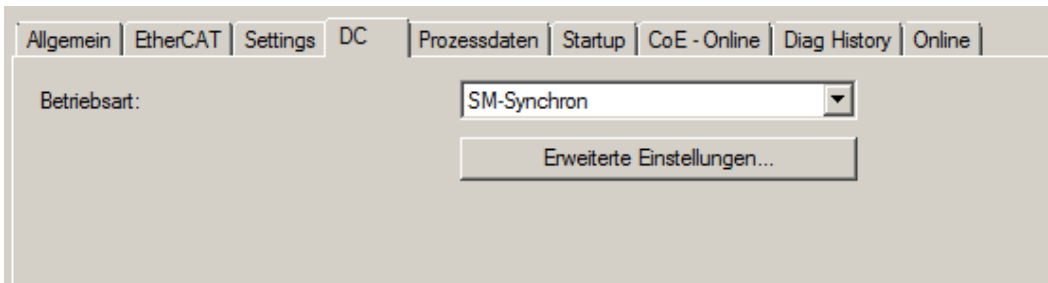 Allgemein EtherCAT Settings DC Prozessdaten Startup CoE - Online Diag History Online
Betriebsart: SM-Synchron
Erweiterte Einstellungen...